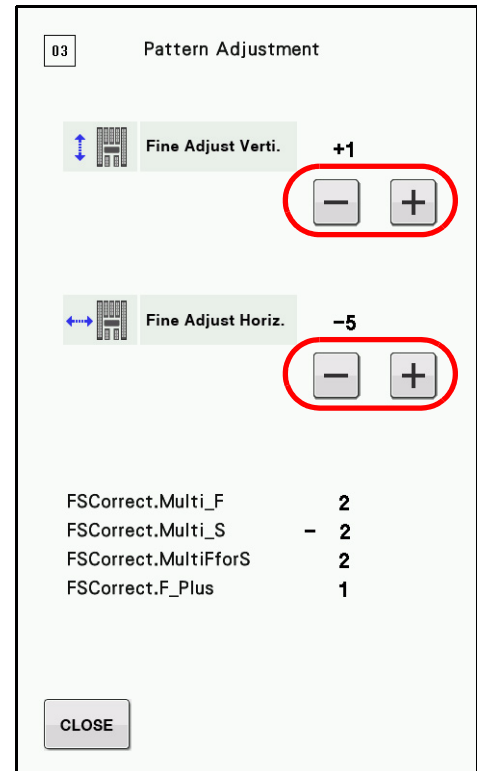 03 Pattern Adjustment
Fine Adjust Verti. +1
− +
Fine Adjust Horiz. −5
− +
FSCorrect.Multi_F 2
FSCorrect.Multi_S − 2
FSCorrect.MultiFforS 2
FSCorrect.F_Plus 1
CLOSE